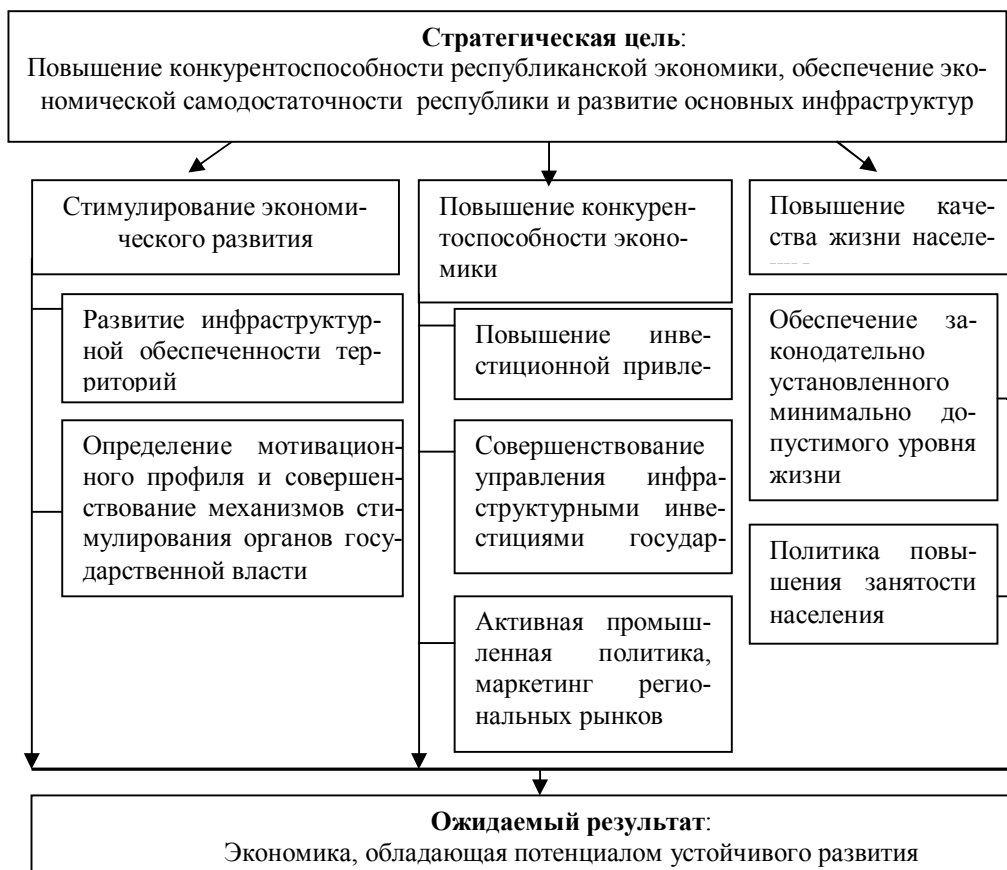 Стратегическая цель:
Повышение конкурентоспособности республиканской экономики, обеспечение эко-
номической самодостаточности республики и развитие основных инфраструктур
Стимулирование экономи-
ческого развития
Развитие инфраструктур-
ной обеспеченности тер-
риторий
Определение мотивацион-
ного профиля и совершен-
ствование механизмов сти-
мулирования органов госу-
дарственной власти
Повышение конкурен-
тоспособности эконо-
мики
Повышение инве-
стиционной привле-
Совершенствование
управления инфра-
структурными инве-
стициями государ-
Активная промыш-
ленная политика,
маркетинг регио-
нальных рынков
Повышение каче-
ства жизни населе-
Обеспечение за-
конодательно
установленного
минимально до-
пустимого уровня
жизни
Политика повы-
шения занятости
населения
Ожидаемый результат:
Экономика, обладающая потенциалом устойчивого развития